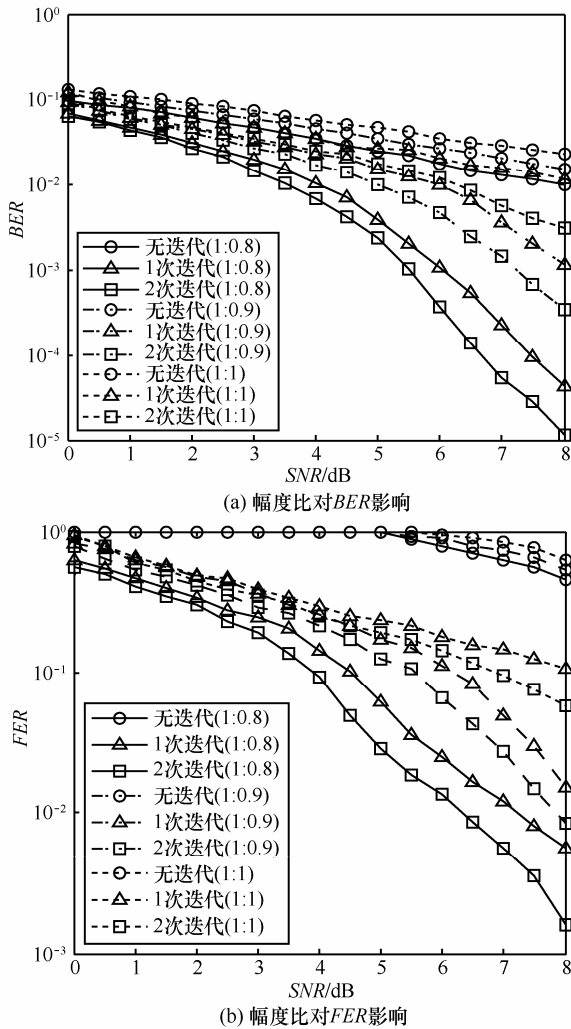 10⁰
10⁻¹
10⁻²
10⁻³
10⁻⁴
10⁻⁵
BER
无迭代(1:0.8)
1次迭代(1:0.8)
2次迭代(1:0.8)
无迭代(1:0.9)
1次迭代(1:0.9)
2次迭代(1:0.9)
无迭代(1:1)
1次迭代(1:1)
2次迭代(1:1)
0 1 2 3 4 5 6 7 8
SNR/dB
(a) 幅度比对BER影响
10⁰
10⁻¹
10⁻²
10⁻³
FER
无迭代(1:0.8)
1次迭代(1:0.8)
2次迭代(1:0.8)
无迭代(1:0.9)
1次迭代(1:0.9)
2次迭代(1:0.9)
无迭代(1:1)
1次迭代(1:1)
2次迭代(1:1)
0 1 2 3 4 5 6 7 8
SNR/dB
(b) 幅度比对FER影响